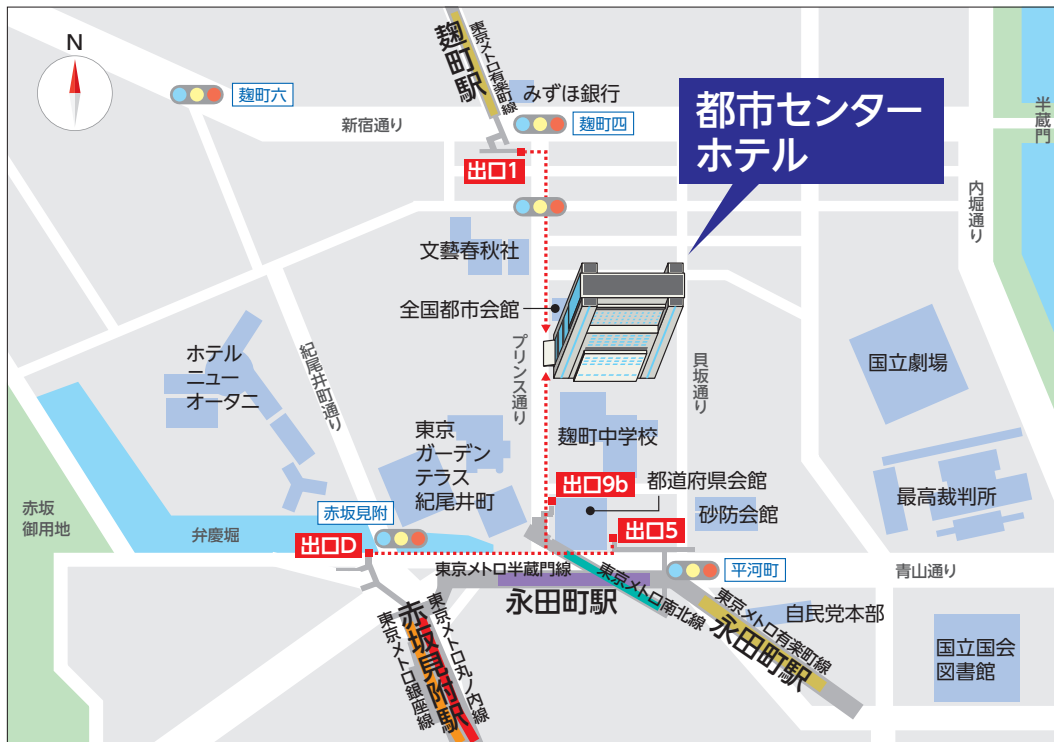 N
麹町六
新宿通り
麹町駅
東京メトロ有楽町線
みずほ銀行
麹町四
出口1
都市センター
ホテル
半蔵門
内堀通り
文藝春秋社
全国都市会館
プリンス通り
貝坂通り
国立劇場
ホテル
ニュー
オータニ
紀尾井町通り
東京
ガーデン
テラス
紀尾井町
麹町中学校
出口9b
都道府県会館
出口5
砂防会館
最高裁判所
赤坂
御用地
弁慶堀
赤坂見附
出口D
東京メトロ半蔵門線
永田町駅
東京メトロ南北線
平河町
青山通り
東京メトロ有楽町線
永田町駅
自民党本部
国立国会
図書館
東京メトロ銀座線
赤坂見附駅
東京メトロ丸ノ内線